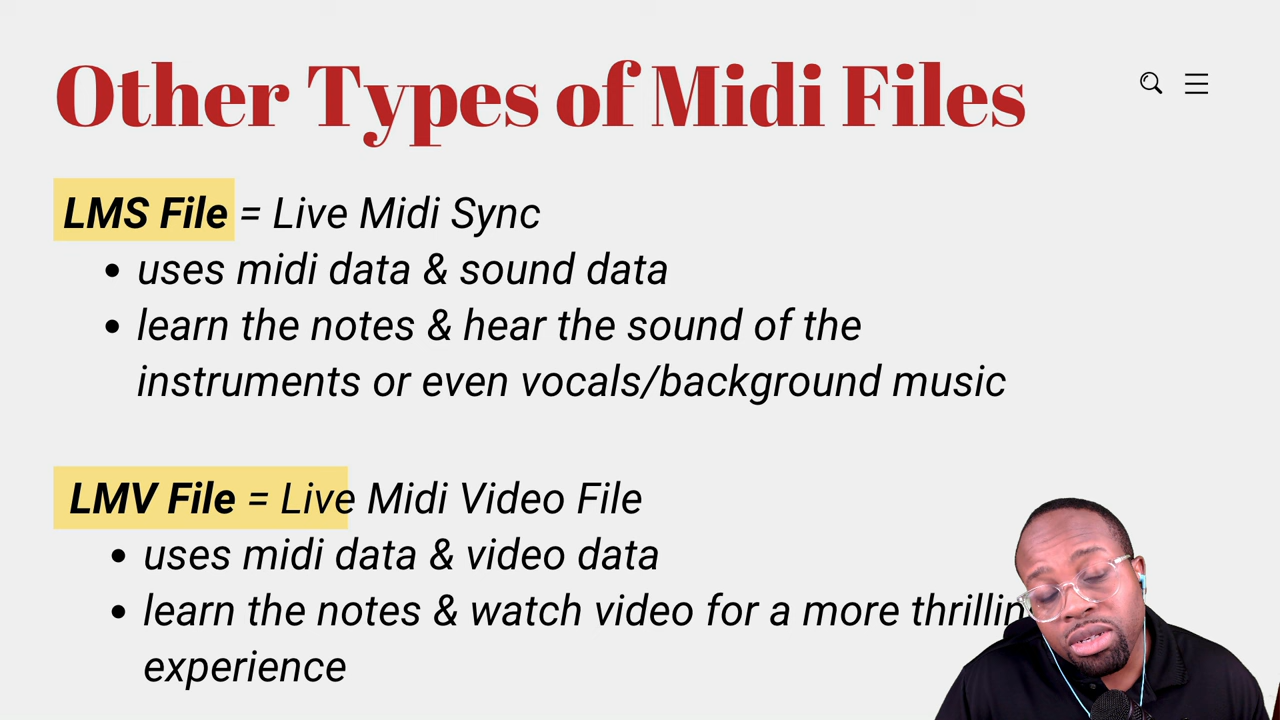 Other Types of Midi Files
LMS File = Live Midi Sync
• uses midi data & sound data
• learn the notes & hear the sound of the
instruments or even vocals/background music
LMV File = Live Midi Video File
• uses midi data & video data
• learn the notes & watch video for a more
experience